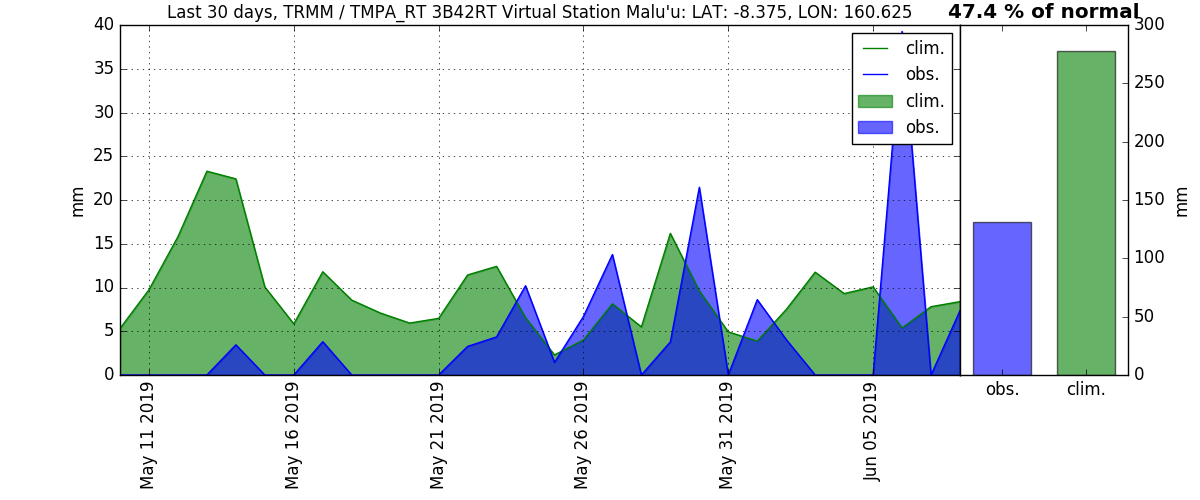 Last 30 days, TRMM / TMPA_RT 3B42RT Virtual Station Malu'u: LAT: -8.375, LON: 160.625
47.4 % of normal
40
35
30
25
20
15
10
5
0
mm
clim.
obs.
clim.
obs.
300
250
200
150
100
50
0
mm
May 11 2019
May 16 2019
May 21 2019
May 26 2019
May 31 2019
Jun 05 2019
obs.
clim.